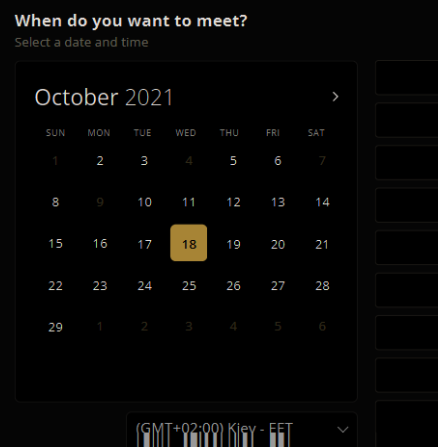 When do you want to meet?
Select a date and time
October 2021
SUN MON TUE WED THU FRI SAT
1 2 3 4 5 6 7
8 9 10 11 12 13 14
15 16 17 18 19 20 21
22 23 24 25 26 27 28
29 1 2 3 4 5 6
(GMT+02:00) Kiev - EET